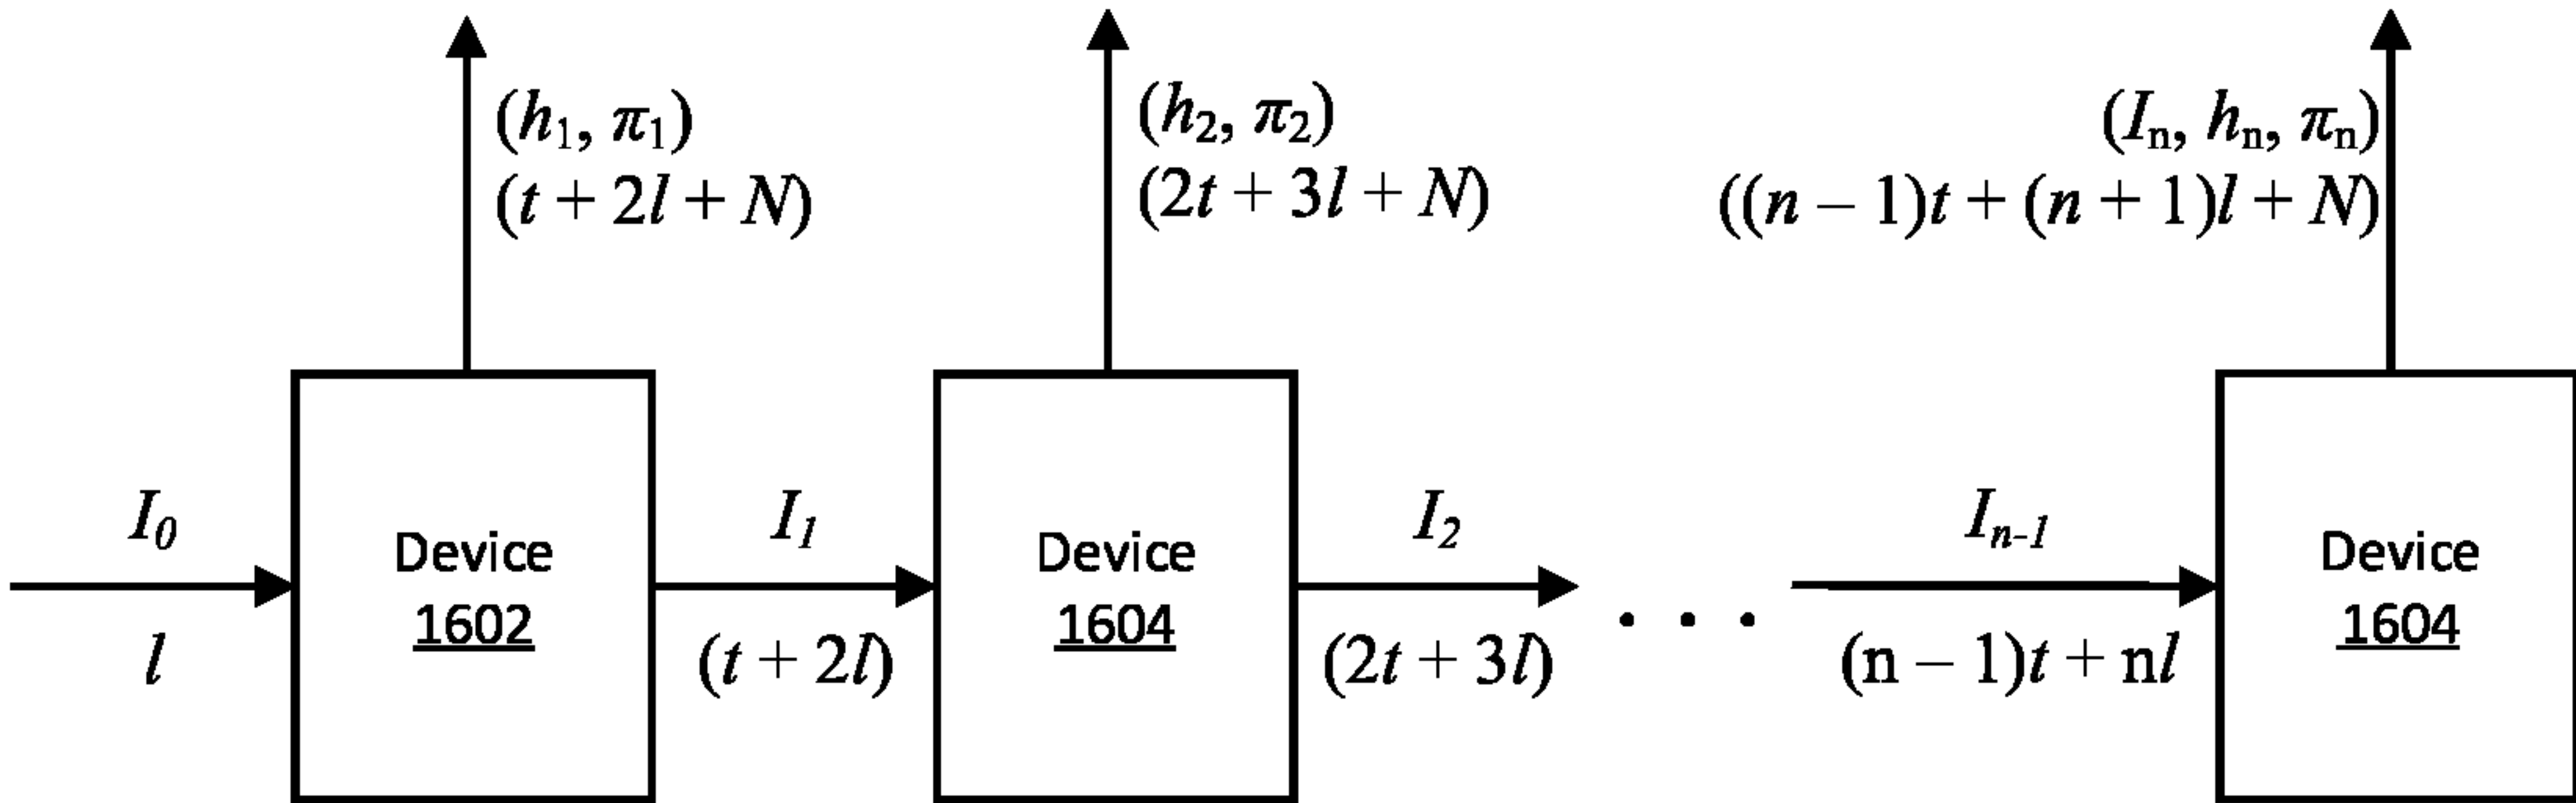 (h₁, π₁)
(t + 2l + N)
(h₂, π₂)
(2t + 3l + N)
(Iₙ, hₙ, πₙ)
((n – 1)t + (n + 1)l + N)
I₀
l
Device
1602
I₁
(t + 2l)
Device
1604
I₂
(2t + 3l)
. . .
Iₙ₋₁
(n – 1)t + nl
Device
1604